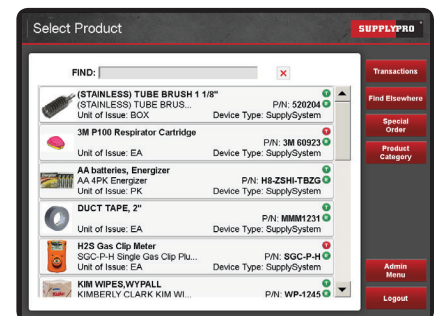 Select Product
SUPPLYPRO
FIND:
(STAINLESS) TUBE BRUSH 1 1/8"
(STAINLESS) TUBE BRUS... P/N: 520204
Unit of Issue: BOX Device Type: SupplySystem
3M P100 Respirator Cartridge
P/N: 3M 60923
Unit of Issue: EA Device Type: SupplySystem
AA batteries, Energizer
AA 4PK Energizer P/N: H8-ZSHI-TBZG
Unit of Issue: PK Device Type: SupplySystem
DUCT TAPE, 2"
P/N: MMM1231
Unit of Issue: EA Device Type: SupplySystem
H2S Gas Clip Meter
SGC-P-H Single Gas Clip Plu... P/N: SGC-P-H
Unit of Issue: EA Device Type: SupplySystem
KIM WIPES,WYPALL
KIMBERLY CLARK KIM WI... P/N: WP-1245
Transactions
Find Elsewhere
Special
Order
Product
Category
Admin
Menu
Logout